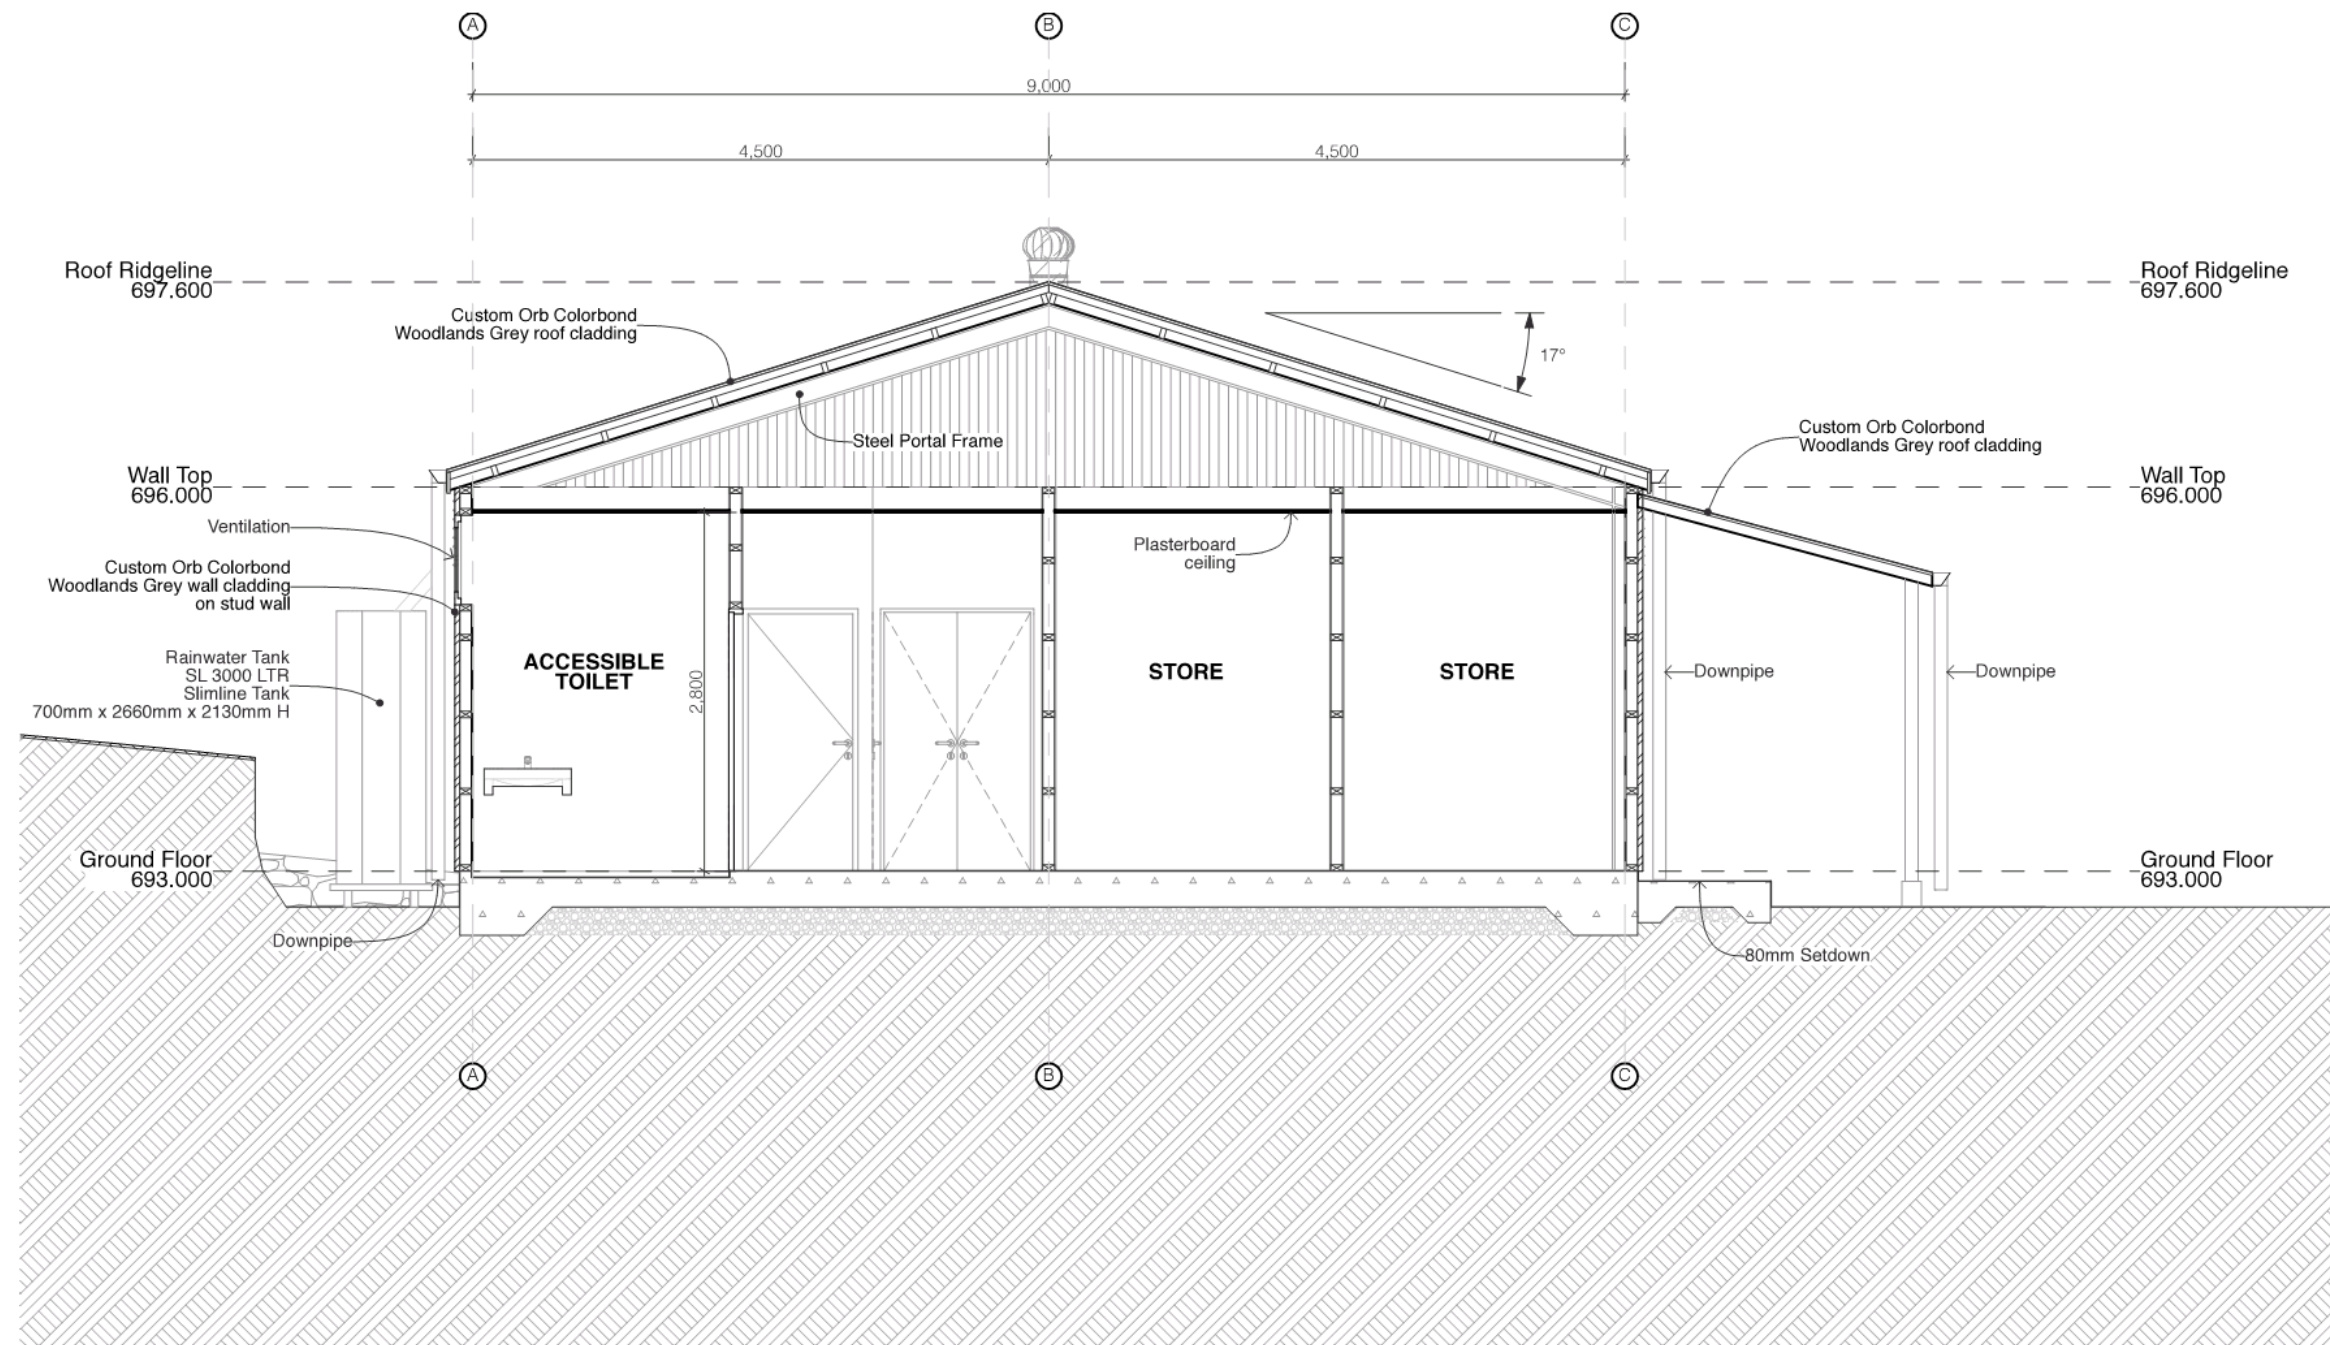 A
B
C
9,000
4,500
4,500
Roof Ridgeline
697.600
Roof Ridgeline
697.600
Custom Orb Colorbond
Woodlands Grey roof cladding
17°
Steel Portal Frame
Custom Orb Colorbond
Woodlands Grey roof cladding
Wall Top
696.000
Wall Top
696.000
Ventilation
Plasterboard
ceiling
Custom Orb Colorbond
Woodlands Grey wall cladding
on stud wall
Rainwater Tank
SL 3000 LTR
Slimline Tank
700mm x 2660mm x 2130mm H
ACCESSIBLE
TOILET
2,800
STORE
STORE
Downpipe
Downpipe
Ground Floor
693.000
Ground Floor
693.000
Downpipe
80mm Setdown
A
B
C